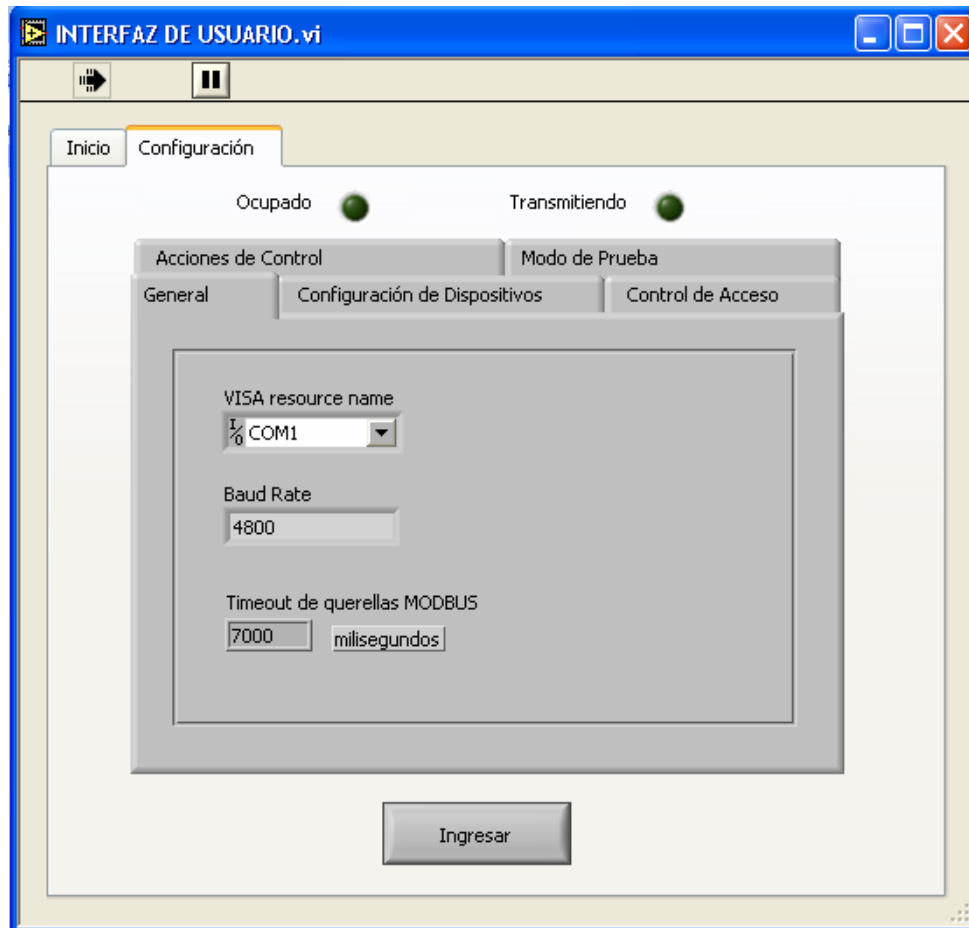 INTERFAZ DE USUARIO.vi
Inicio Configuración
Ocupado Transmitiendo
Acciones de Control Modo de Prueba
General Configuración de Dispositivos Control de Acceso
VISA resource name
I/O COM1
Baud Rate
4800
Timeout de querellas MODBUS
7000 milisegundos
Ingresar